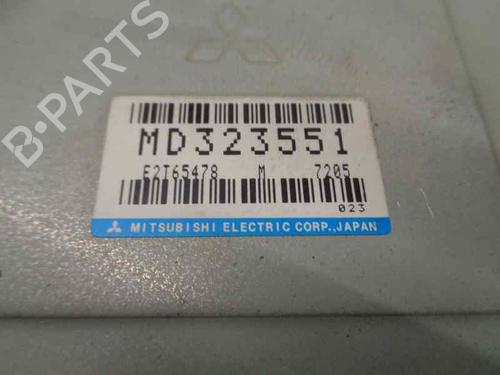 MD323551
E2T65478 M 7205
023
MITSUBISHI ELECTRIC CORP.,JAPAN
B-PARTS